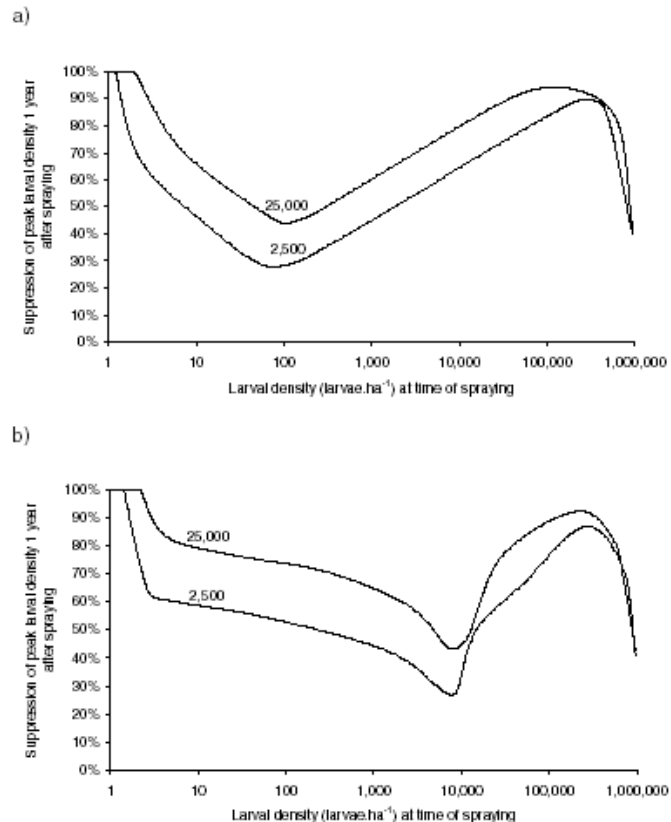 a)
Suppression of peak larval density 1 year
after spraying
100%
90%
80%
70%
60%
50%
40%
30%
20%
10%
0%
25,000
2,500
1 10 100 1,000 10,000 100,000 1,000,000
Larval density (larvae.ha⁻¹) at time of spraying
b)
Suppression of peak larval density 1 year
after spraying
100%
90%
80%
70%
60%
50%
40%
30%
20%
10%
0%
25,000
2,500
1 10 100 1,000 10,000 100,000 1,000,000
Larval density (larvae.ha⁻¹) at time of spraying